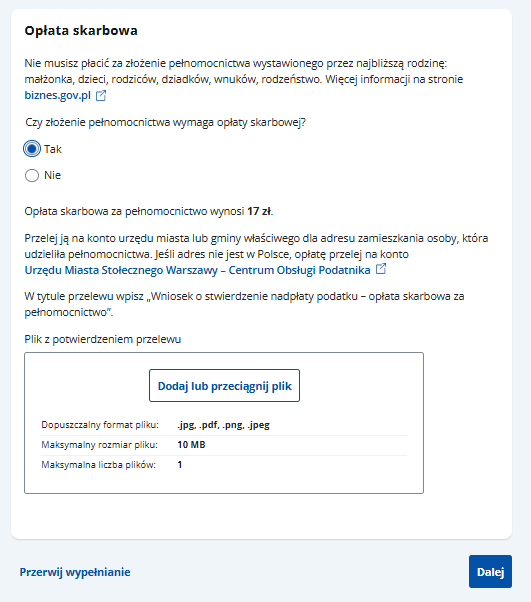 Opłata skarbowa
Nie musisz płacić za złożenie pełnomocnictwa wystawionego przez najbliższą rodzinę:
małżonka, dzieci, rodziców, dziadków, wnuków, rodzeństwo. Więcej informacji na stronie
biznes.gov.pl
Czy złożenie pełnomocnictwa wymaga opłaty skarbowej?
Tak
Nie
Opłata skarbowa za pełnomocnictwo wynosi 17 zł.
Przelej ją na konto urzędu miasta lub gminy właściwego dla adresu zamieszkania osoby, która
udzieliła pełnomocnictwa. Jeśli adres nie jest w Polsce, opłatę przelej na konto
Urzędu Miasta Stołecznego Warszawy – Centrum Obsługi Podatnika
W tytule przelewu wpisz „Wniosek o stwierdzenie nadpłaty podatku – opłata skarbowa za
pełnomocnictwo”.
Plik z potwierdzeniem przelewu
Dodaj lub przeciągnij plik
Dopuszczalny format pliku: .jpg, .pdf, .png, .jpeg
Maksymalny rozmiar pliku: 10 MB
Maksymalna liczba plików: 1
Przerwij wypełnianie
Dalej